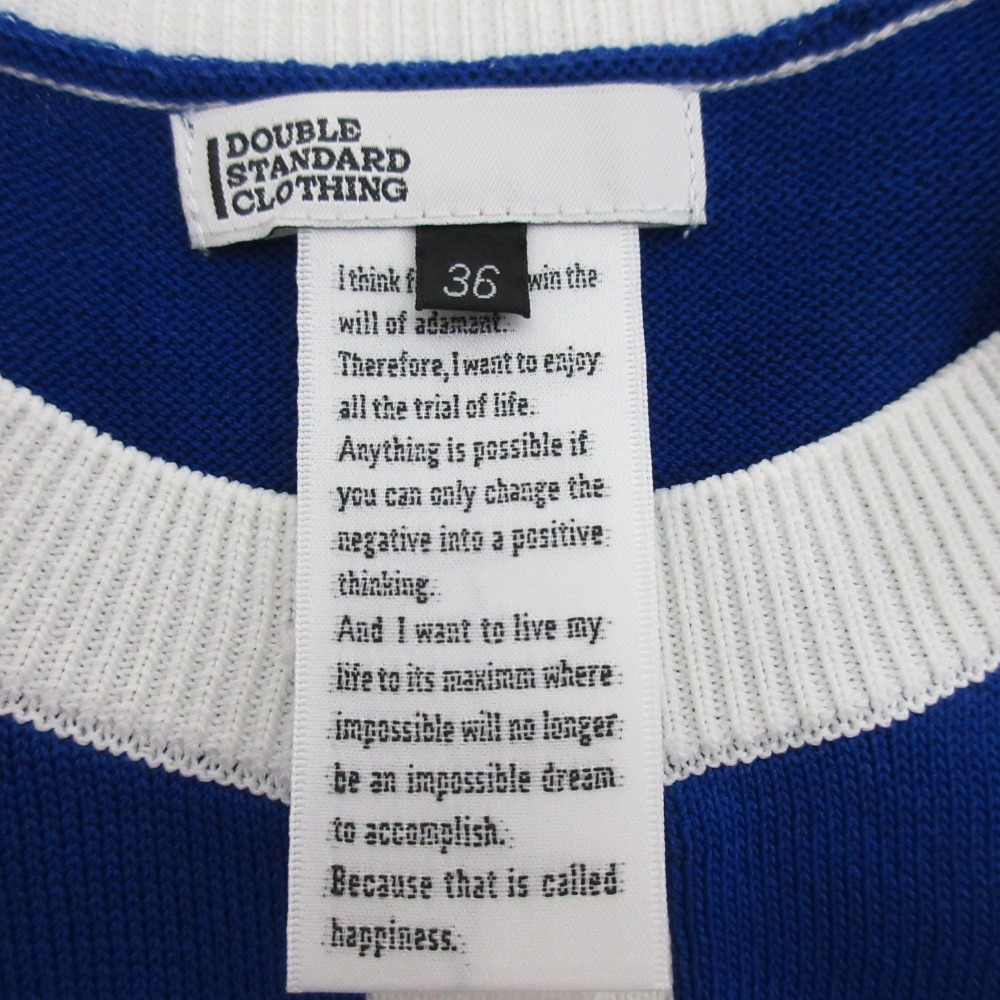 DOUBLE
STANDARD
CLOTHING
36
I think win the
will of adamant.
Therefore, I want to enjoy
all the trial of life.
Anything is possible if
you can only change the
negative into a positive
thinking.
And I want to live my
life to its maximm where
impossible will no longer
be an impossible dream
to accomplish.
Because that is called
happiness.